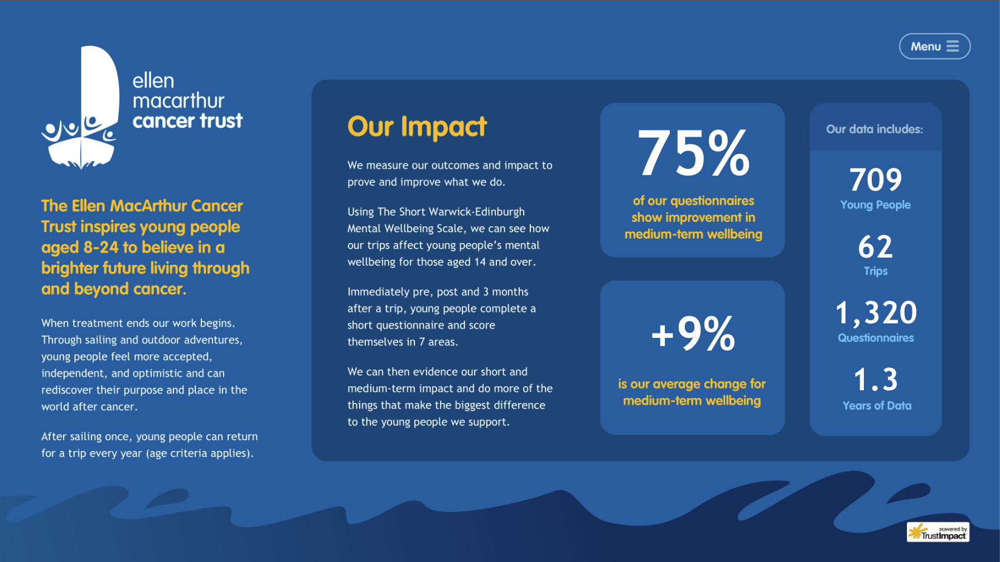 Menu
ellen
macarthur
cancer trust
The Ellen MacArthur Cancer
Trust inspires young people
aged 8-24 to believe in a
brighter future living through
and beyond cancer.
When treatment ends our work begins.
Through sailing and outdoor adventures,
young people feel more accepted,
independent, and optimistic and can
rediscover their purpose and place in the
world after cancer.
After sailing once, young people can return
for a trip every year (age criteria applies).
Our Impact
We measure our outcomes and impact to
prove and improve what we do.
Using The Short Warwick-Edinburgh
Mental Wellbeing Scale, we can see how
our trips affect young people's mental
wellbeing for those aged 14 and over.
Immediately pre, post and 3 months
after a trip, young people complete a
short questionnaire and score
themselves in 7 areas.
We can then evidence our short and
medium-term impact and do more of the
things that make the biggest difference
to the young people we support.
75%
of our questionnaires
show improvement in
medium-term wellbeing
+9%
is our average change for
medium-term wellbeing
Our data includes:
709
Young People
62
Trips
1,320
Questionnaires
1.3
Years of Data
powered by
TrustImpact